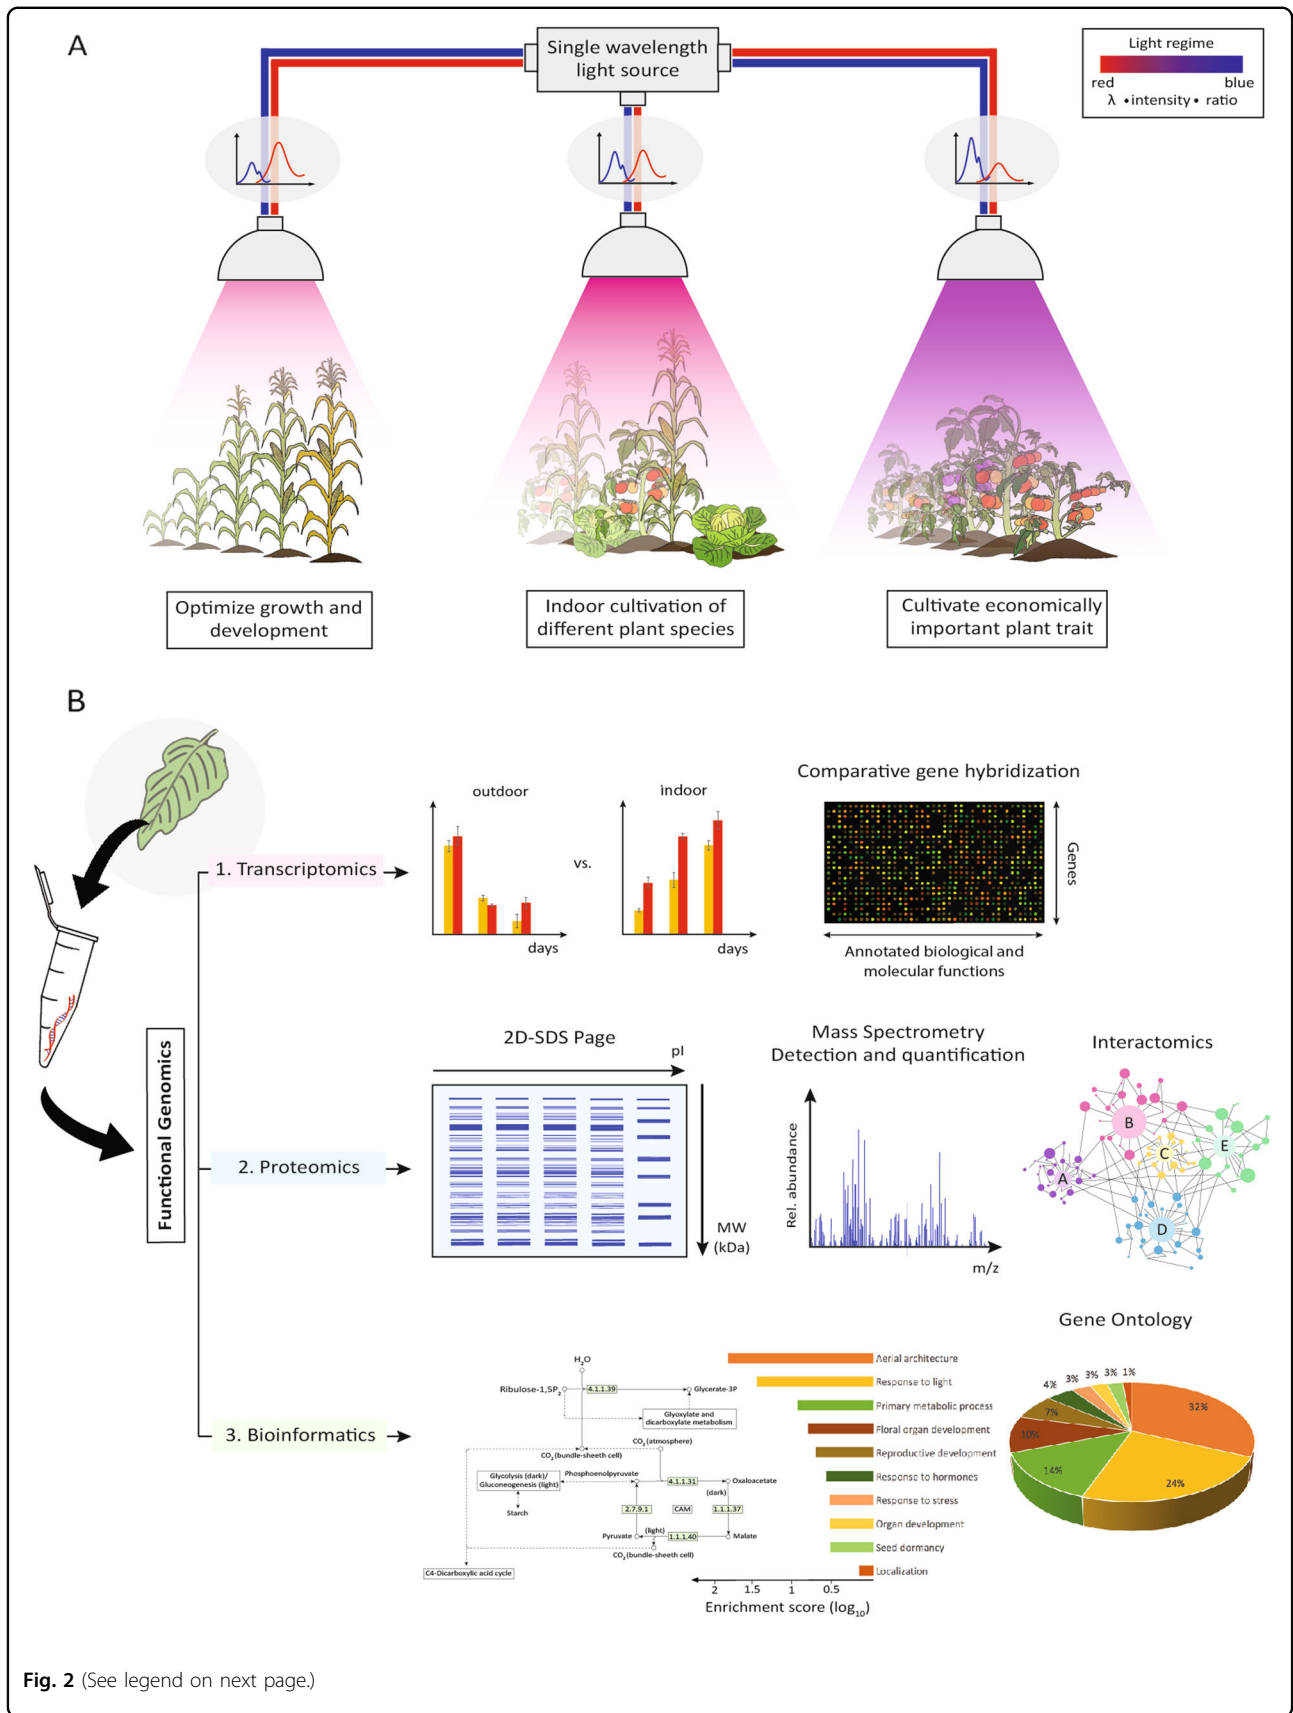 A
Single wavelength
light source
Light regime
red
blue
λ • intensity • ratio
Optimize growth and
development
Indoor cultivation of
different plant species
Cultivate economically
important plant trait
B
Functional Genomics
1. Transcriptomics
outdoor
days
vs.
indoor
days
Comparative gene hybridization
Genes
Annotated biological and
molecular functions
2. Proteomics
2D-SDS Page
pI
MW
(kDa)
Mass Spectrometry
Detection and quantification
Rel. abundance
m/z
Interactomics
A
B
C
D
E
3. Bioinformatics
H₂O
Ribulose-1,5P₂
4.1.1.39
Glycerate-3P
Glyoxylate and
dicarboxylate metabolism
CO₂ (atmosphere)
CO₂ (bundle-sheeth cell)
Glycolysis (dark)/
Gluconeogenesis (light)
Phosphoenolpyruvate
4.1.1.31
Oxaloacetate
(dark)
Starch
2.7.9.1
CAM
1.1.1.37
Pyruvate
(light)
1.1.1.40
Malate
CO₂ (bundle-sheeth cell)
C4-Dicarboxylic acid cycle
Aerial architecture
Response to light
Primary metabolic process
Floral organ development
Reproductive development
Response to hormones
Response to stress
Organ development
Seed dormancy
Localization
2
1.5
1
0.5
Enrichment score (log₁₀)
Gene Ontology
32%
24%
14%
10%
7%
4%
3%
3%
3%
1%
Fig. 2 (See legend on next page.)